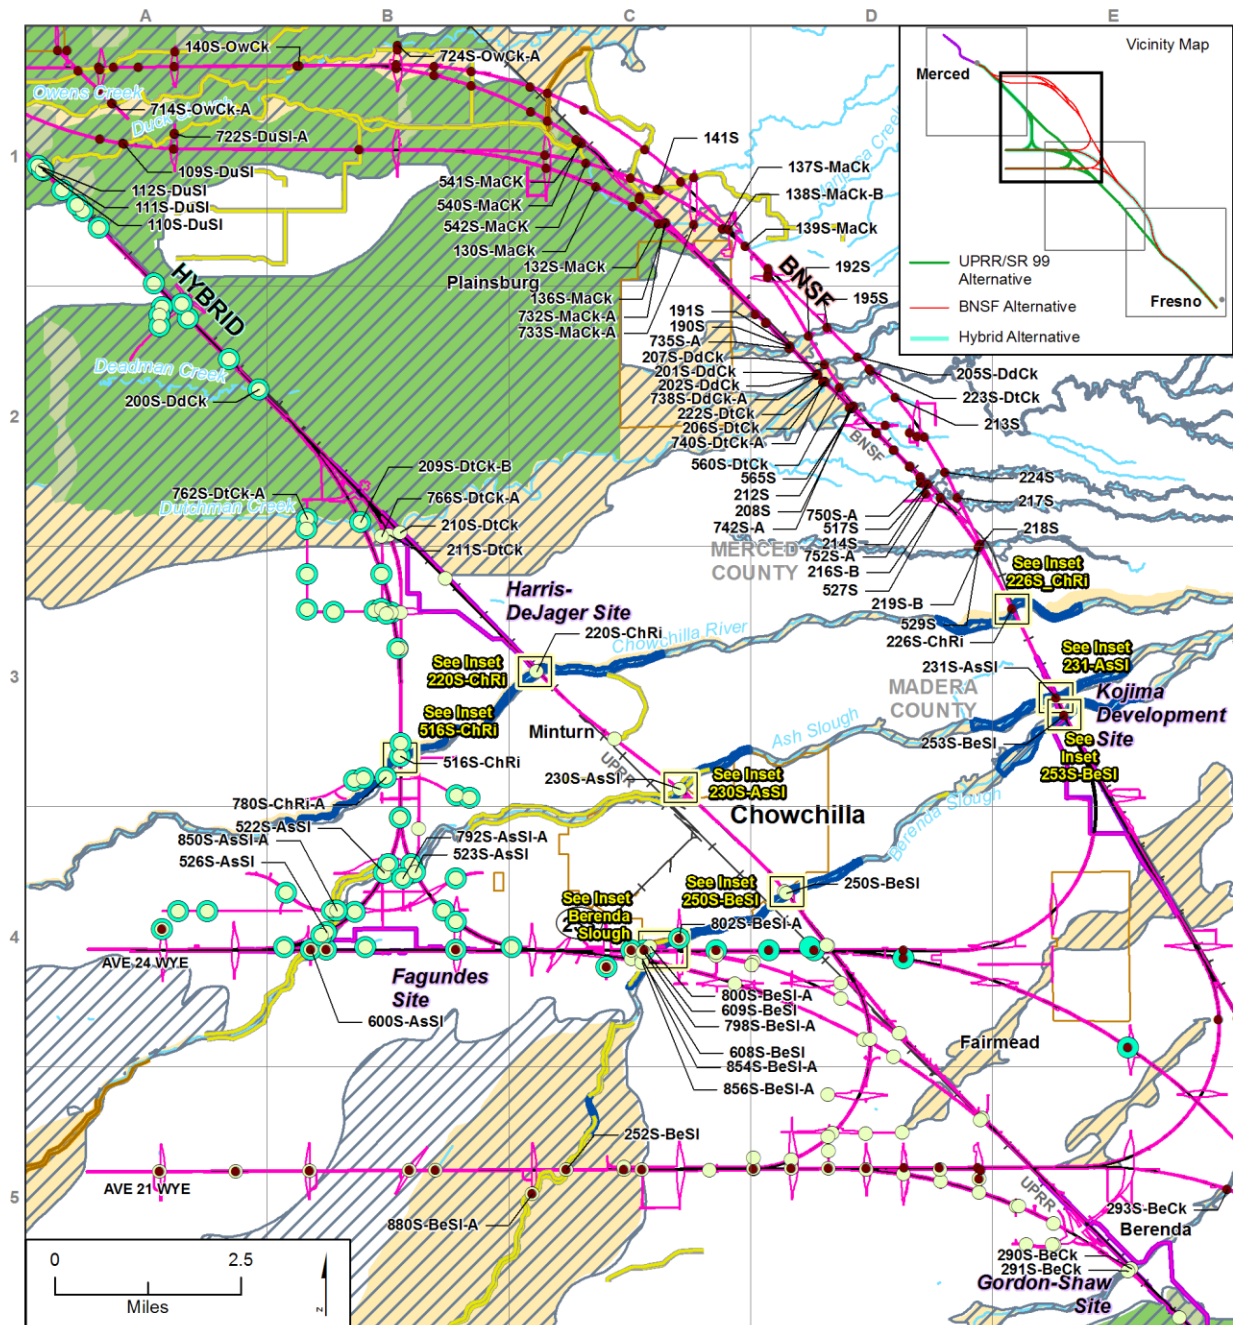 A
B
C
D
E
1
2
3
4
5
140S-OwCk
724S-OwCk-A
Owens Creek
714S-OwCk-A
Duck
722S-DuSl-A
109S-DuSl
112S-DuSl
111S-DuSl
110S-DuSl
541S-MaCK
540S-MaCK
542S-MaCK
130S-MaCk
132S-MaCk
Plainsburg
136S-MaCk
732S-MaCk-A
733S-MaCk-A
141S
137S-MaCk
138S-MaCk-B
139S-MaCk
Mariposa Creek
BNSF
192S
195S
HYBRID
Deadman Creek
200S-DdCk
191S
190S
735S-A
207S-DdCk
201S-DdCk
202S-DdCk
738S-DdCk-A
222S-DtCk
206S-DtCk
740S-DtCk-A
560S-DtCk
565S
212S
208S
742S-A
205S-DdCk
223S-DtCk
213S
BNSF
224S
217S
218S
750S-A
517S
214S
752S-A
216S-B
527S
219S-B
529S
226S-ChRi
MERCED
COUNTY
See Inset
226S_ChRi
209S-DtCk-B
762S-DtCk-A
766S-DtCk-A
Dutchman Creek
210S-DtCk
211S-DtCk
Harris-
DeJager Site
220S-ChRi
Chowchilla River
See Inset
220S-ChRi
See Inset
516S-ChRi
516S-ChRi
Minturn
UPRR
230S-AsSl
See Inset
230S-AsSl
Ash Slough
MADERA
COUNTY
231S-AsSl
See Inset
231-AsSl
Kojima
Development
Site
253S-BeSl
See
Inset
253S-BeSl
Berenda Slough
Chowchilla
780S-ChRi-A
522S-AsSl
850S-AsSl-A
526S-AsSl
792S-AsSl-A
523S-AsSl
See Inset
Berenda
Slough
See Inset
250S-BeSl
250S-BeSl
802S-BeSl-A
AVE 24 WYE
Fagundes
Site
600S-AsSl
800S-BeSl-A
609S-BeSl
798S-BeSl-A
608S-BeSl
854S-BeSl-A
856S-BeSl-A
Fairmead
252S-BeSl
AVE 21 WYE
880S-BeSl-A
UPRR
293S-BeCk
Berenda
290S-BeCk
291S-BeCk
Gordon-Shaw
Site
Vicinity Map
Merced
Fresno
UPRR/SR 99
Alternative
BNSF Alternative
Hybrid Alternative
0
2.5
Miles